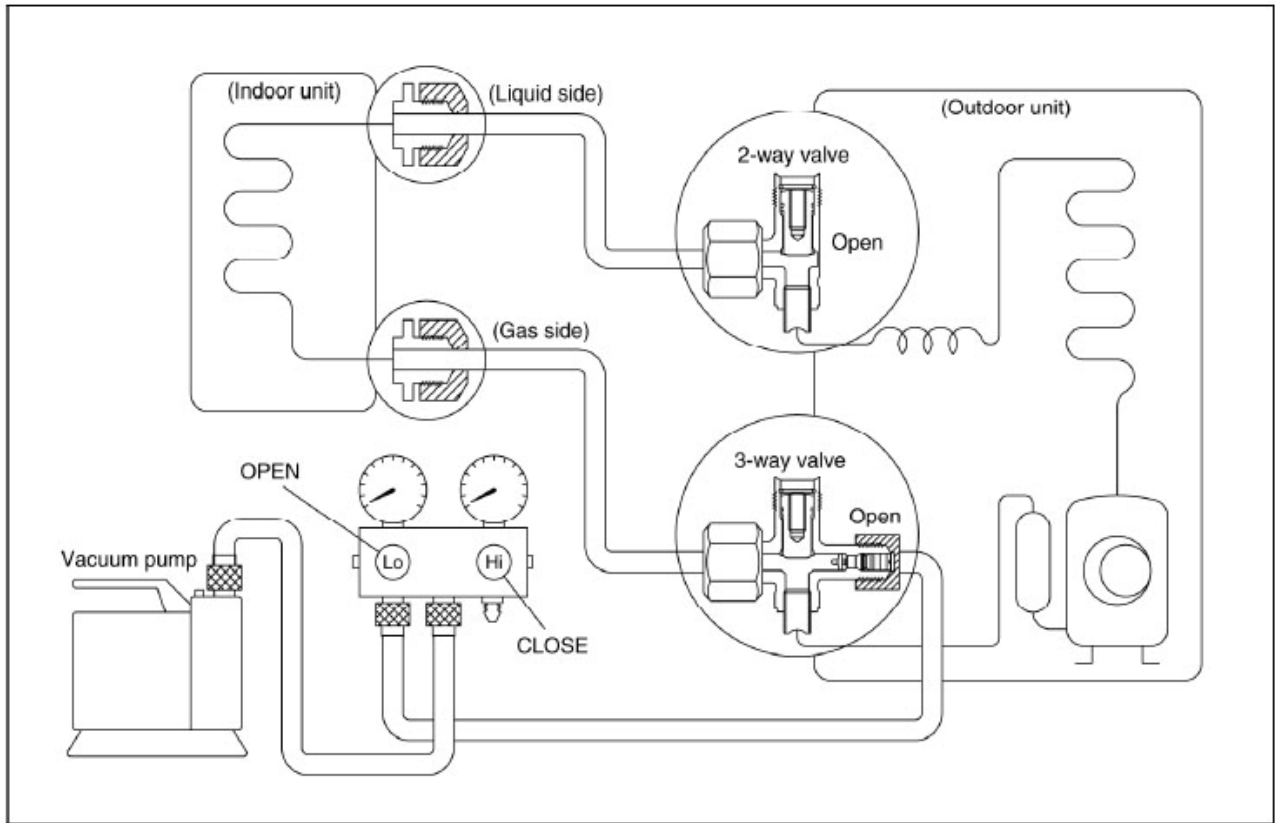 (Indoor unit)
(Liquid side)
(Outdoor unit)
2-way valve
Open
(Gas side)
3-way valve
Open
OPEN
Lo
Hi
CLOSE
Vacuum pump